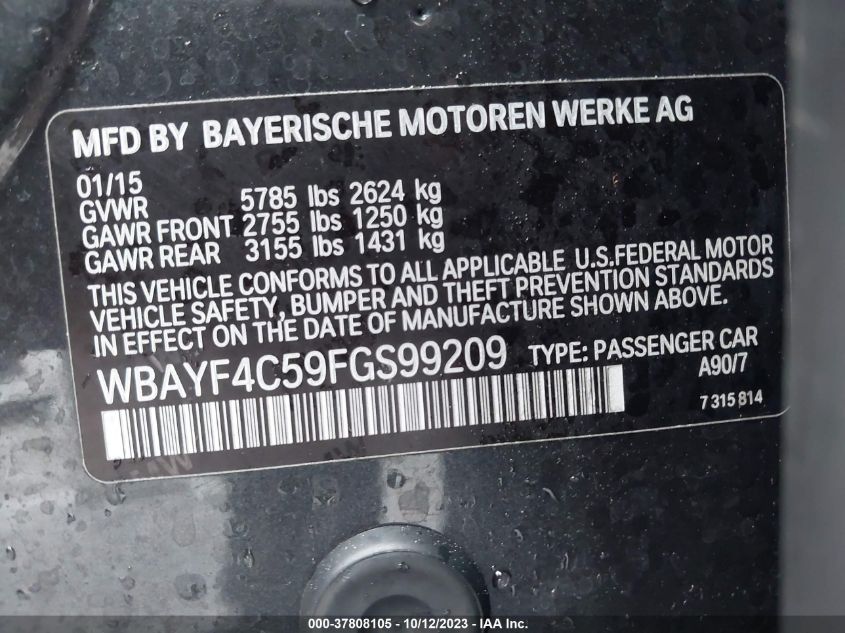 MFD BY BAYERISCHE MOTOREN WERKE AG
01/15
GVWR 5785 lbs 2624 kg
GAWR FRONT 2755 lbs 1250 kg
GAWR REAR 3155 lbs 1431 kg
THIS VEHICLE CONFORMS TO ALL APPLICABLE U.S.FEDERAL MOTOR
VEHICLE SAFETY, BUMPER AND THEFT PREVENTION STANDARDS
IN EFFECT ON THE DATE OF MANUFACTURE SHOWN ABOVE.
WBAYF4C59FGS99209 TYPE: PASSENGER CAR
A90/7
7 315 814
000-37808105 - 10/12/2023 - IAA Inc.